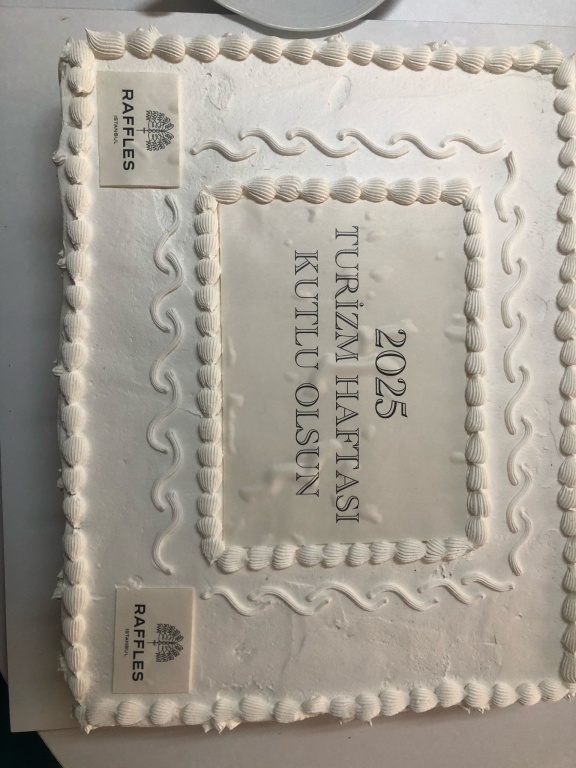 2025
TURİZM HAFTASI
KUTLU OLSUN
RAFFLES
ISTANBUL
RAFFLES
ISTANBUL